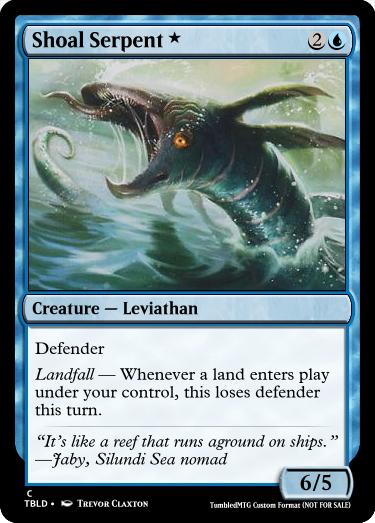 Shoal Serpent ★ 2
Creature — Leviathan
Defender
Landfall — Whenever a land enters play
under your control, this loses defender
this turn.
“It's like a reef that runs aground on ships.”
—Jaby, Silundi Sea nomad
6/5
C
TBLD • Trevor Claxton
TumbledMTG Custom Format (NOT FOR SALE)